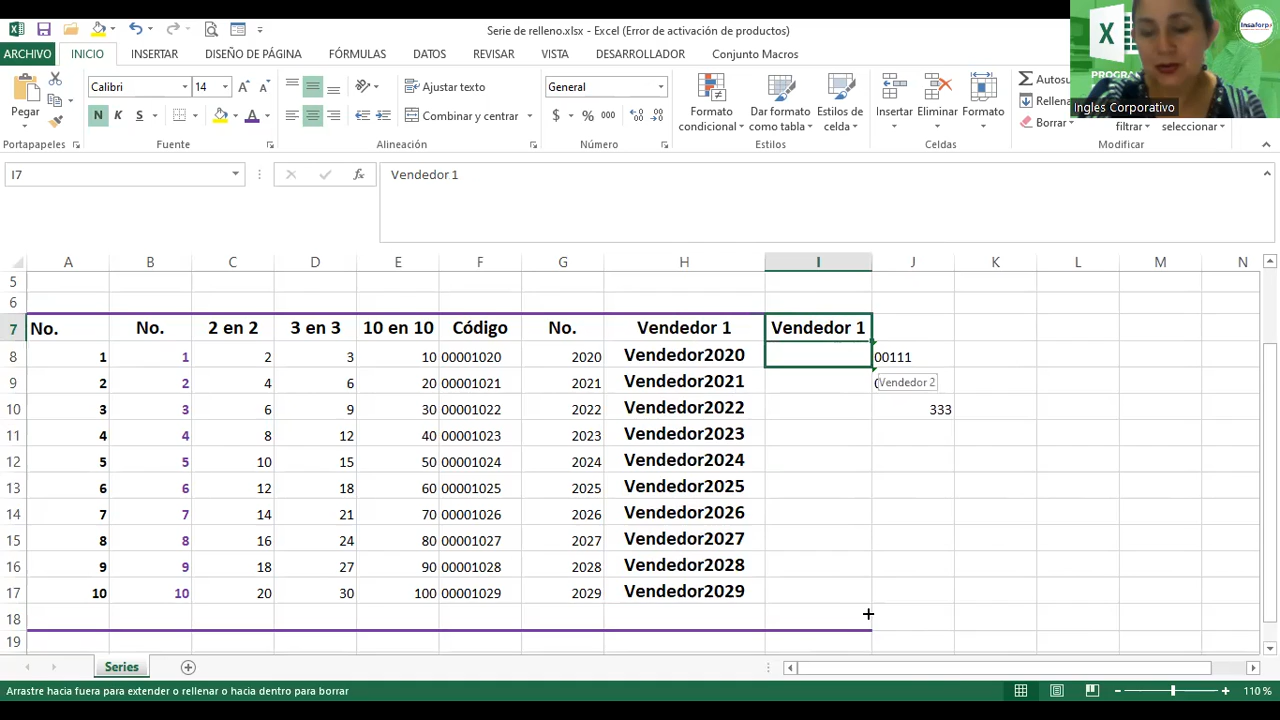 Serie de relleno.xlsx - Excel (Error de activación de productos)
ARCHIVO INICIO INSERTAR DISEÑO DE PÁGINA FÓRMULAS DATOS REVISAR VISTA DESARROLLADOR Conjunto Macros
Insaforp
Calibri 14 Ajustar texto General Autosu
PROGRAM
Rellena
Ingles Corporativo
Pegar N K S A Combinar y centrar $ % 000 Formato condicional Dar formato como tabla Estilos de celda Insertar Eliminar Formato Borrar filtrar seleccionar
Portapapeles Fuente Alineación Número Estilos Celdas Modificar
I7 fx Vendedor 1
A B C D E F G H I J K L M N
5
6
7 No. No. 2 en 2 3 en 3 10 en 10 Código No. Vendedor 1 Vendedor 1
8 1 1 2 3 10 00001020 2020 Vendedor2020 00111
9 2 2 4 6 20 00001021 2021 Vendedor2021 Vendedor 2
10 3 3 6 9 30 00001022 2022 Vendedor2022 333
11 4 4 8 12 40 00001023 2023 Vendedor2023
12 5 5 10 15 50 00001024 2024 Vendedor2024
13 6 6 12 18 60 00001025 2025 Vendedor2025
14 7 7 14 21 70 00001026 2026 Vendedor2026
15 8 8 16 24 80 00001027 2027 Vendedor2027
16 9 9 18 27 90 00001028 2028 Vendedor2028
17 10 10 20 30 100 00001029 2029 Vendedor2029
18
19
Series
Arrastre hacia fuera para extender o rellenar o hacia dentro para borrar 110 %